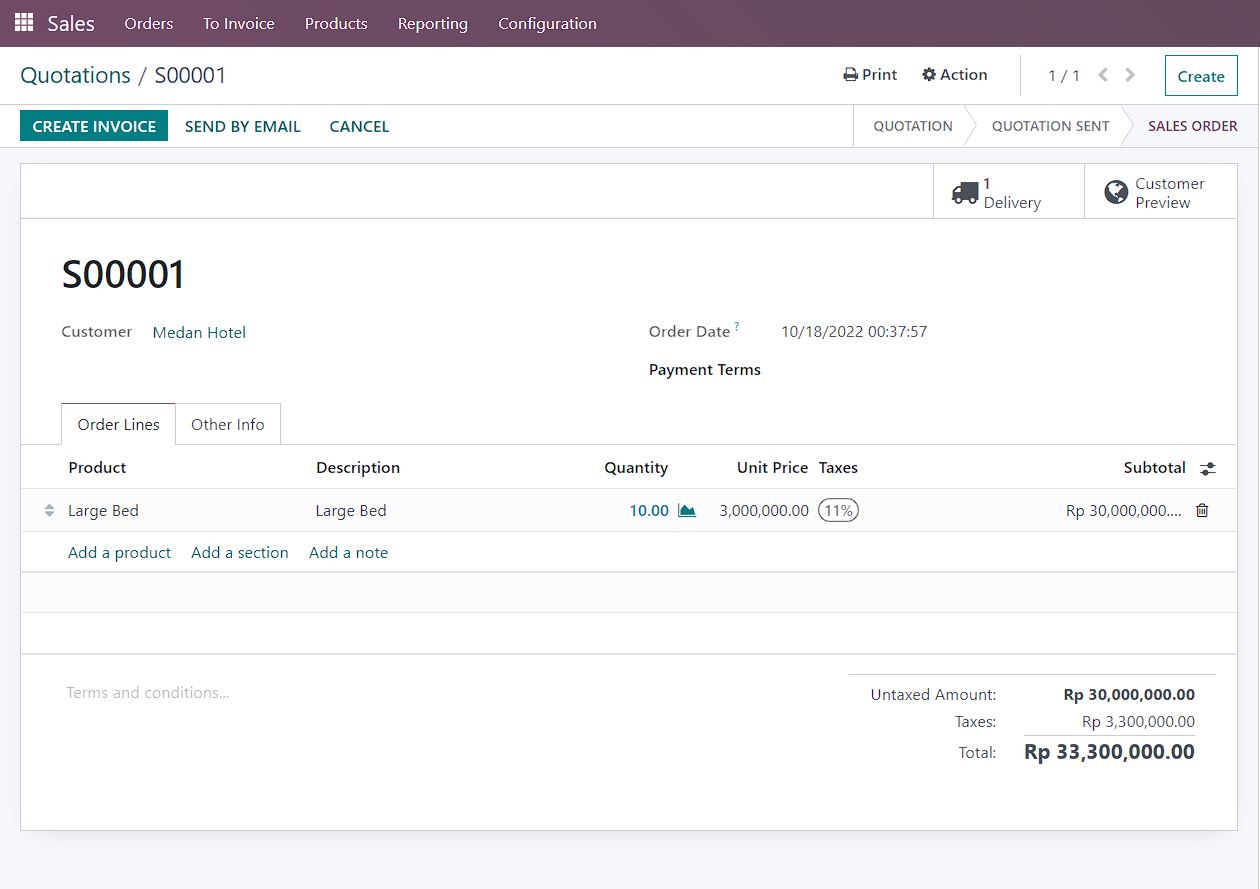 Sales Orders To Invoice Products Reporting Configuration
Quotations / S00001 Print Action 1 / 1 Create
CREATE INVOICE SEND BY EMAIL CANCEL QUOTATION QUOTATION SENT SALES ORDER
1 Delivery Customer Preview
S00001
Customer Medan Hotel Order Date ? 10/18/2022 00:37:57
Payment Terms
Order Lines Other Info
Product Description Quantity Unit Price Taxes Subtotal
Large Bed Large Bed 10.00 3,000,000.00 11% Rp 30,000,000....
Add a product Add a section Add a note
Terms and conditions... Untaxed Amount: Rp 30,000,000.00
Taxes: Rp 3,300,000.00
Total: Rp 33,300,000.00